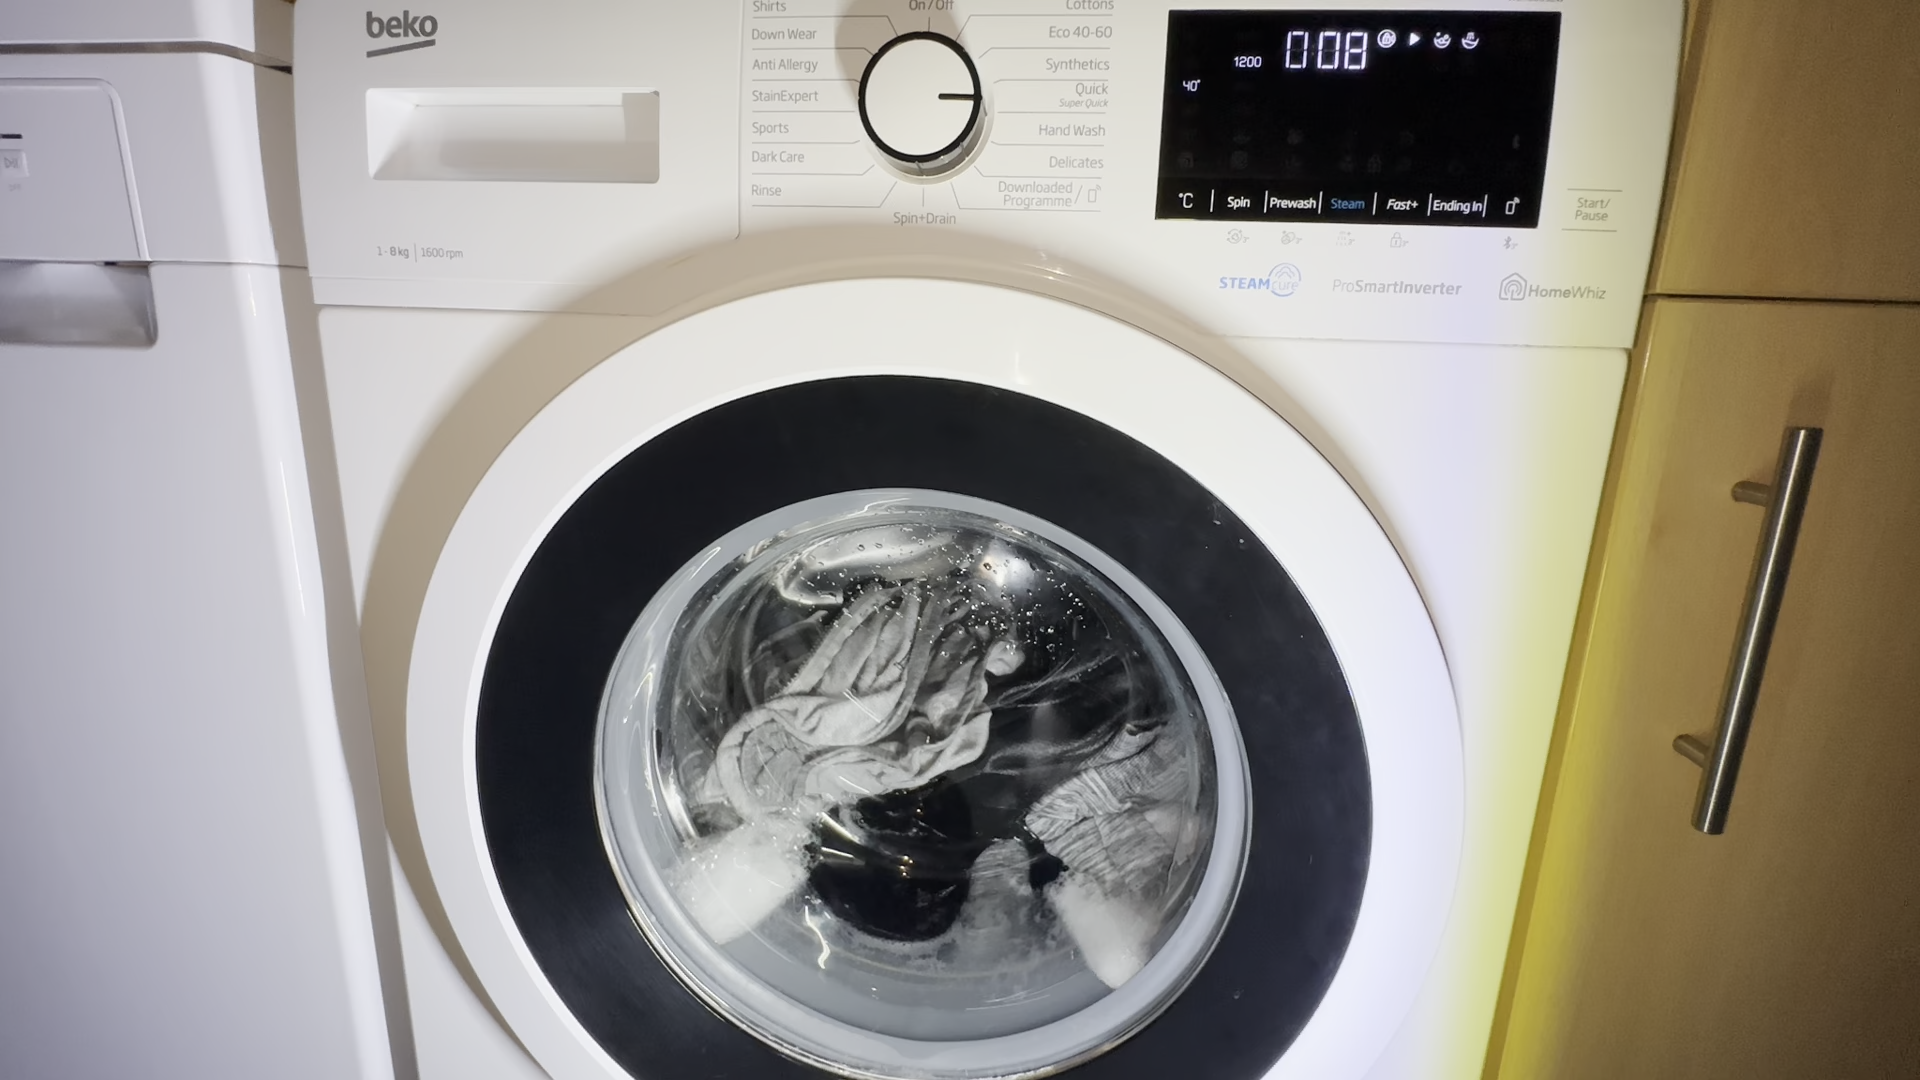 beko
Shirts
Down Wear
Anti Allergy
StainExpert
Sports
Dark Care
Rinse
On / Off
Spin+Drain
Cottons
Eco 40-60
Synthetics
Quick
Super Quick
Hand Wash
Delicates
Downloaded
Programme /
1200
0:08
40°
°C | Spin | Prewash | Steam | Fast+ | Ending In |
Start/
Pause
1 - 8 kg | 1600 rpm
STEAMcure
ProSmartInverter
HomeWhiz